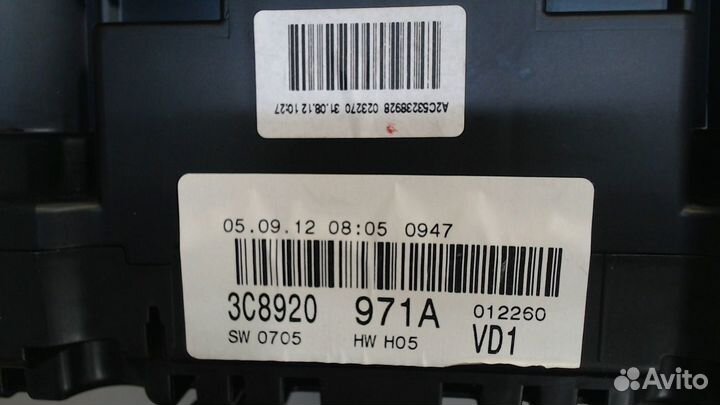 A2C53238928 023270 31.08.12 10:27
05.09.12 08:05 0947
3C8920 971A 012260
SW 0705 HW H05 VD1
Avito